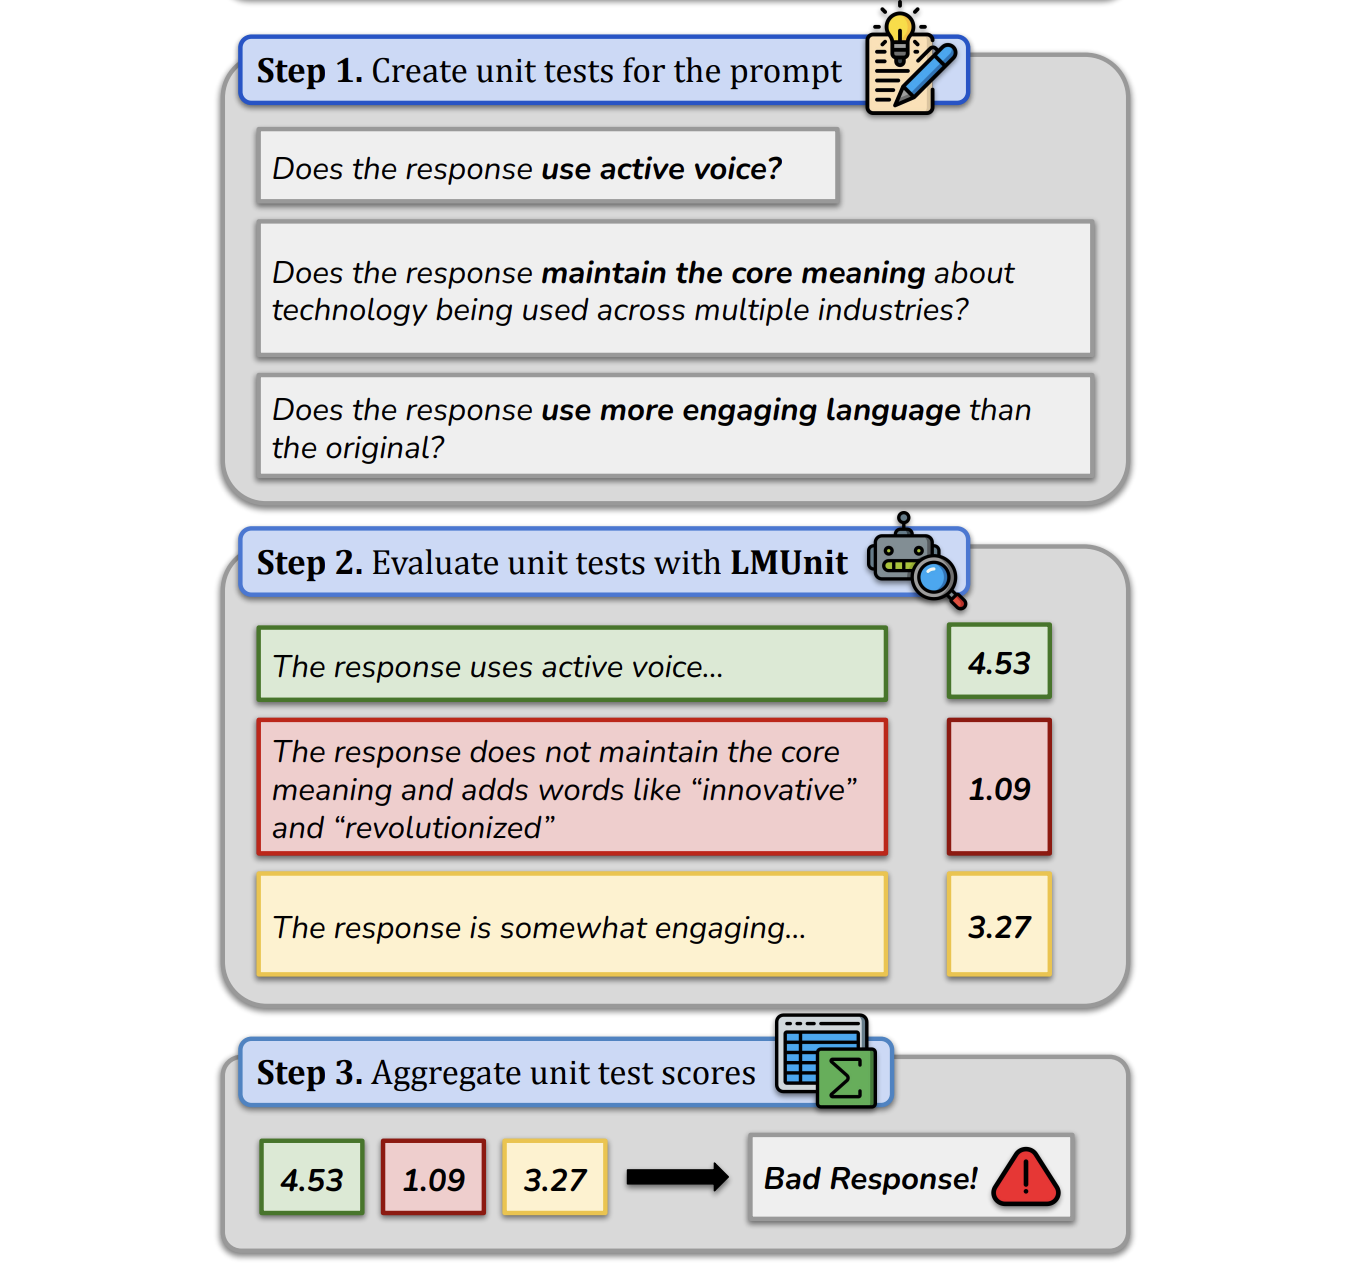 Step 1. Create unit tests for the prompt
Does the response use active voice?
Does the response maintain the core meaning about
technology being used across multiple industries?
Does the response use more engaging language than
the original?
Step 2. Evaluate unit tests with LMUnit
The response uses active voice...
4.53
The response does not maintain the core
meaning and adds words like “innovative”
and “revolutionized”
1.09
The response is somewhat engaging...
3.27
Step 3. Aggregate unit test scores
Σ
4.53
1.09
3.27
Bad Response!